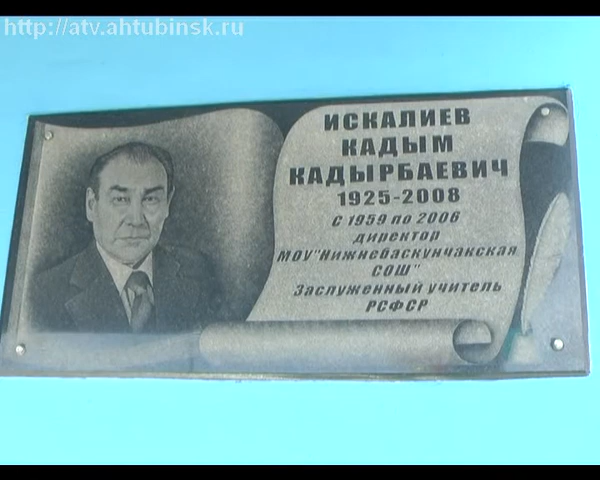 http://atv.ahtubinsk.ru
ИСКАЛИЕВ
КАДЫМ
КАДЫРБАЕВИЧ
1925-2008
С 1959 по 2006
директор
МОУ"Нижнебаскунчакская
СОШ"
Заслуженный учитель
РСФСР